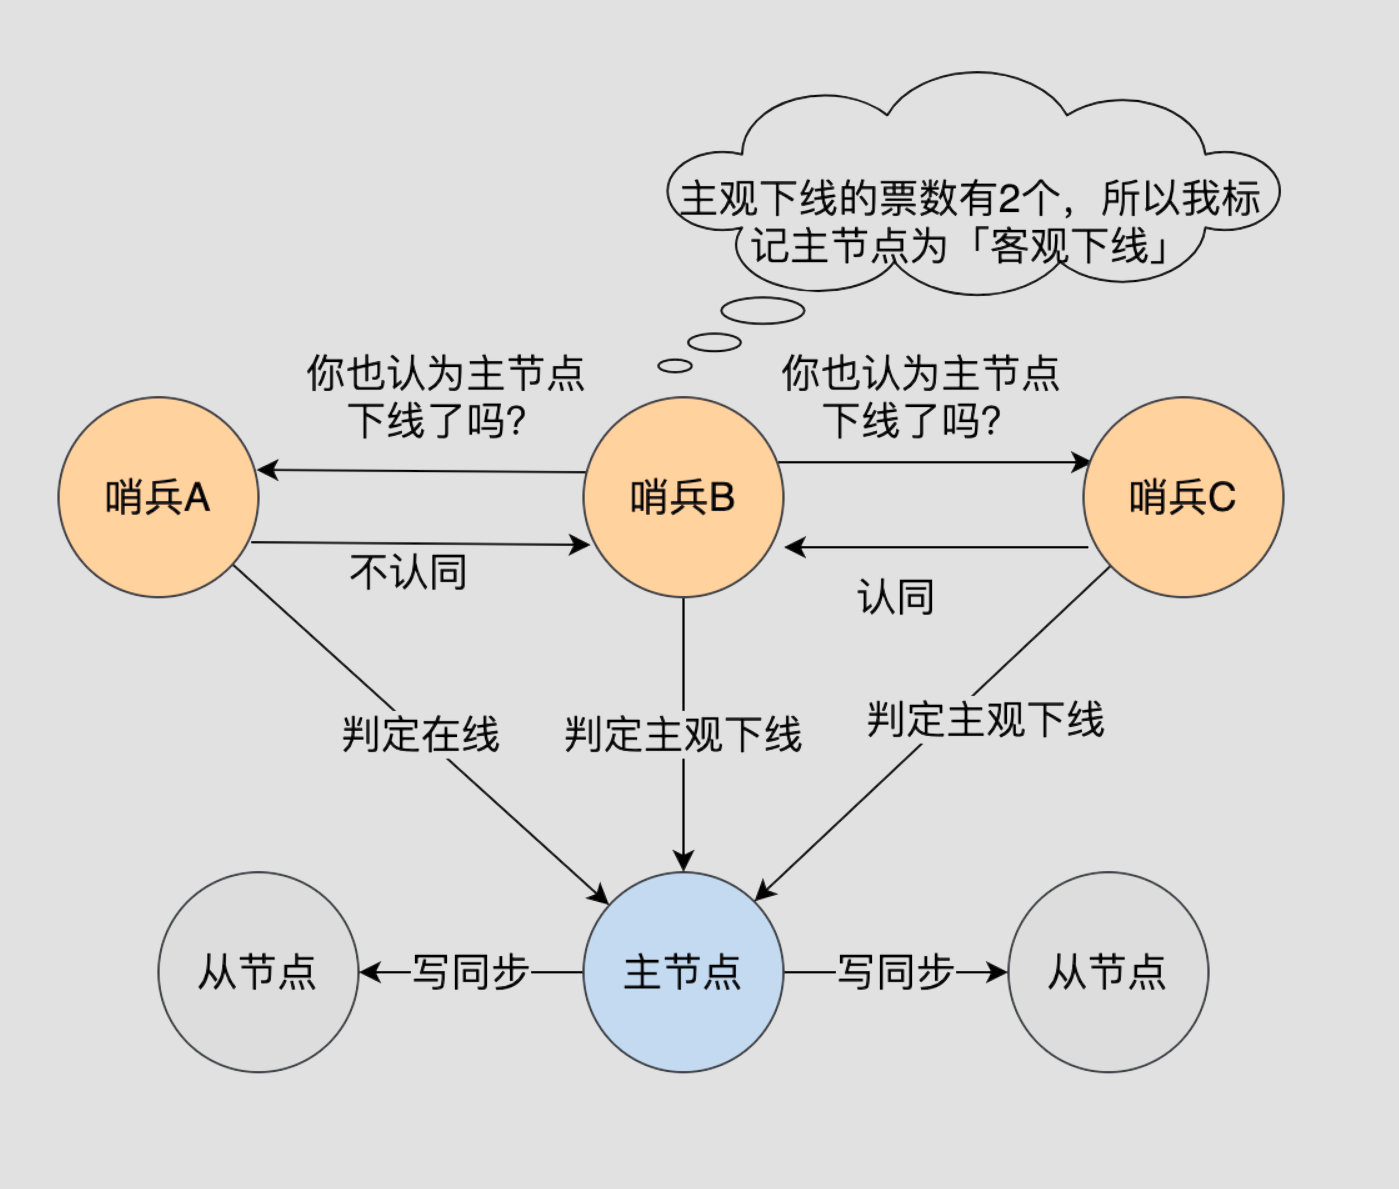 主观下线的票数有2个，所以我标
记主节点为「客观下线」
你也认为主节点
下线了吗？
你也认为主节点
下线了吗？
哨兵A
哨兵B
哨兵C
不认同
认同
判定在线
判定主观下线
判定主观下线
从节点
写同步
主节点
写同步
从节点